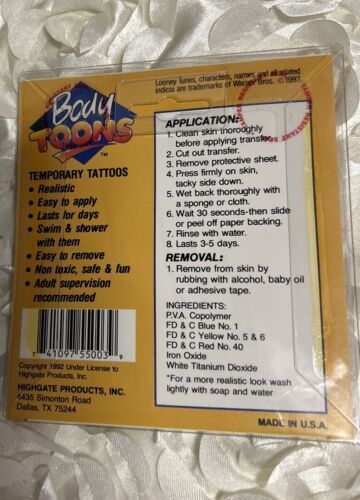 Looney Tunes, characters, names and all related
indicia are trademarks of Warner Bros. ©1992
Body
TOONS
™
TEMPORARY TATTOOS
• Realistic
• Easy to apply
• Lasts for days
• Swim & shower
with them
• Easy to remove
• Non toxic, safe & fun
• Adult supervision
recommended
7 41097 55003 9
Copyright 1992 Under License to
Highgate Products, Inc.
HIGHGATE PRODUCTS, INC.
4435 Simonton Road
Dallas, TX 75244
APPLICATION:
1. Clean skin thoroughly
before applying transfer.
2. Cut out transfer.
3. Remove protective sheet.
4. Press firmly on skin,
tacky side down.
5. Wet back thoroughly with
a sponge or cloth.
6. Wait 30 seconds-then slide
or peel off paper backing.
7. Rinse with water.
8. Lasts 3-5 days.
REMOVAL:
1. Remove from skin by
rubbing with alcohol, baby oil
or adhesive tape.
INGREDIENTS:
P.V.A. Copolymer
FD & C Blue No. 1
FD & C Yellow No. 5 & 6
FD & C Red No. 40
Iron Oxide
White Titanium Dioxide
*For a more realistic look wash
lightly with soap and water
MADE IN U.S.A.